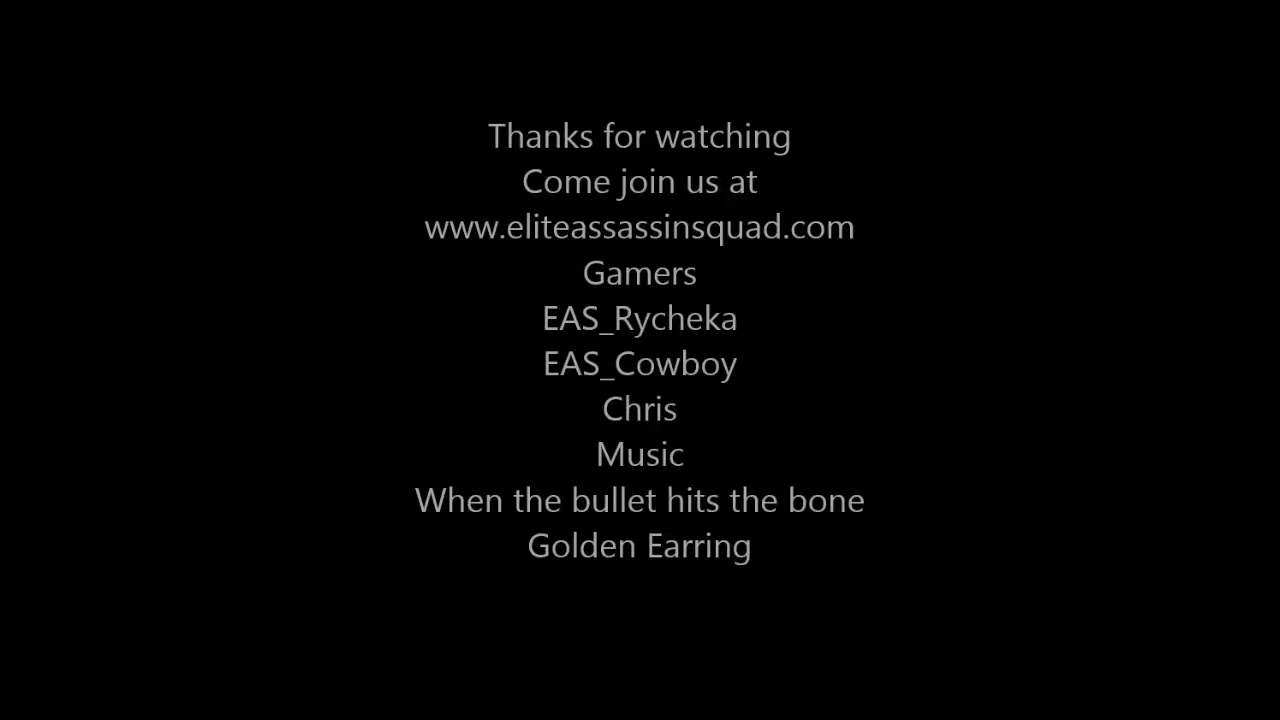 Thanks for watching
Come join us at
www.eliteassassinsquad.com
Gamers
EAS_Rycheka
EAS_Cowboy
Chris
Music
When the bullet hits the bone
Golden Earring